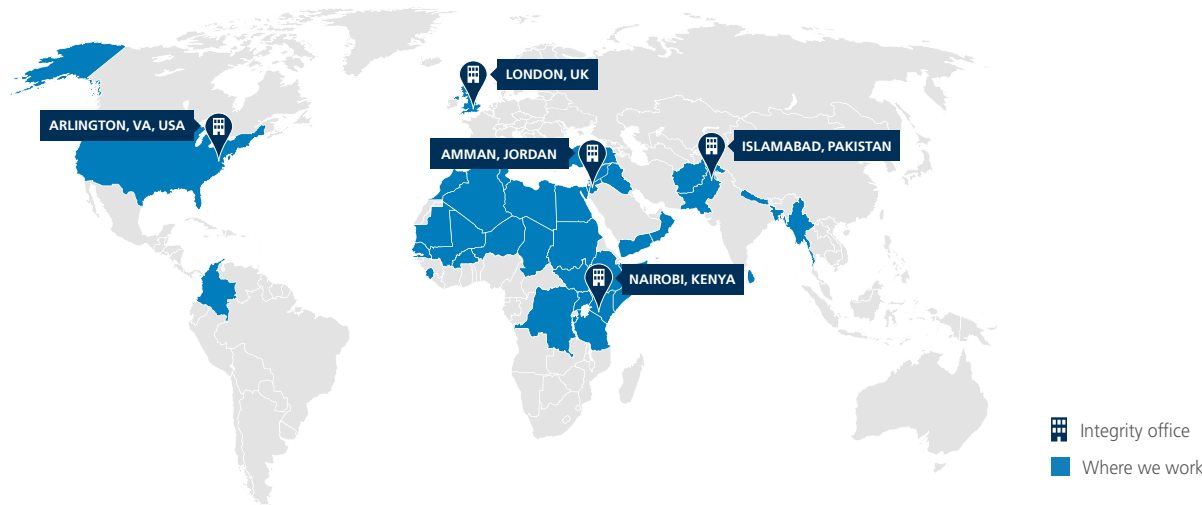 LONDON, UK
ARLINGTON, VA, USA
AMMAN, JORDAN
ISLAMABAD, PAKISTAN
NAIROBI, KENYA
Integrity office
Where we work